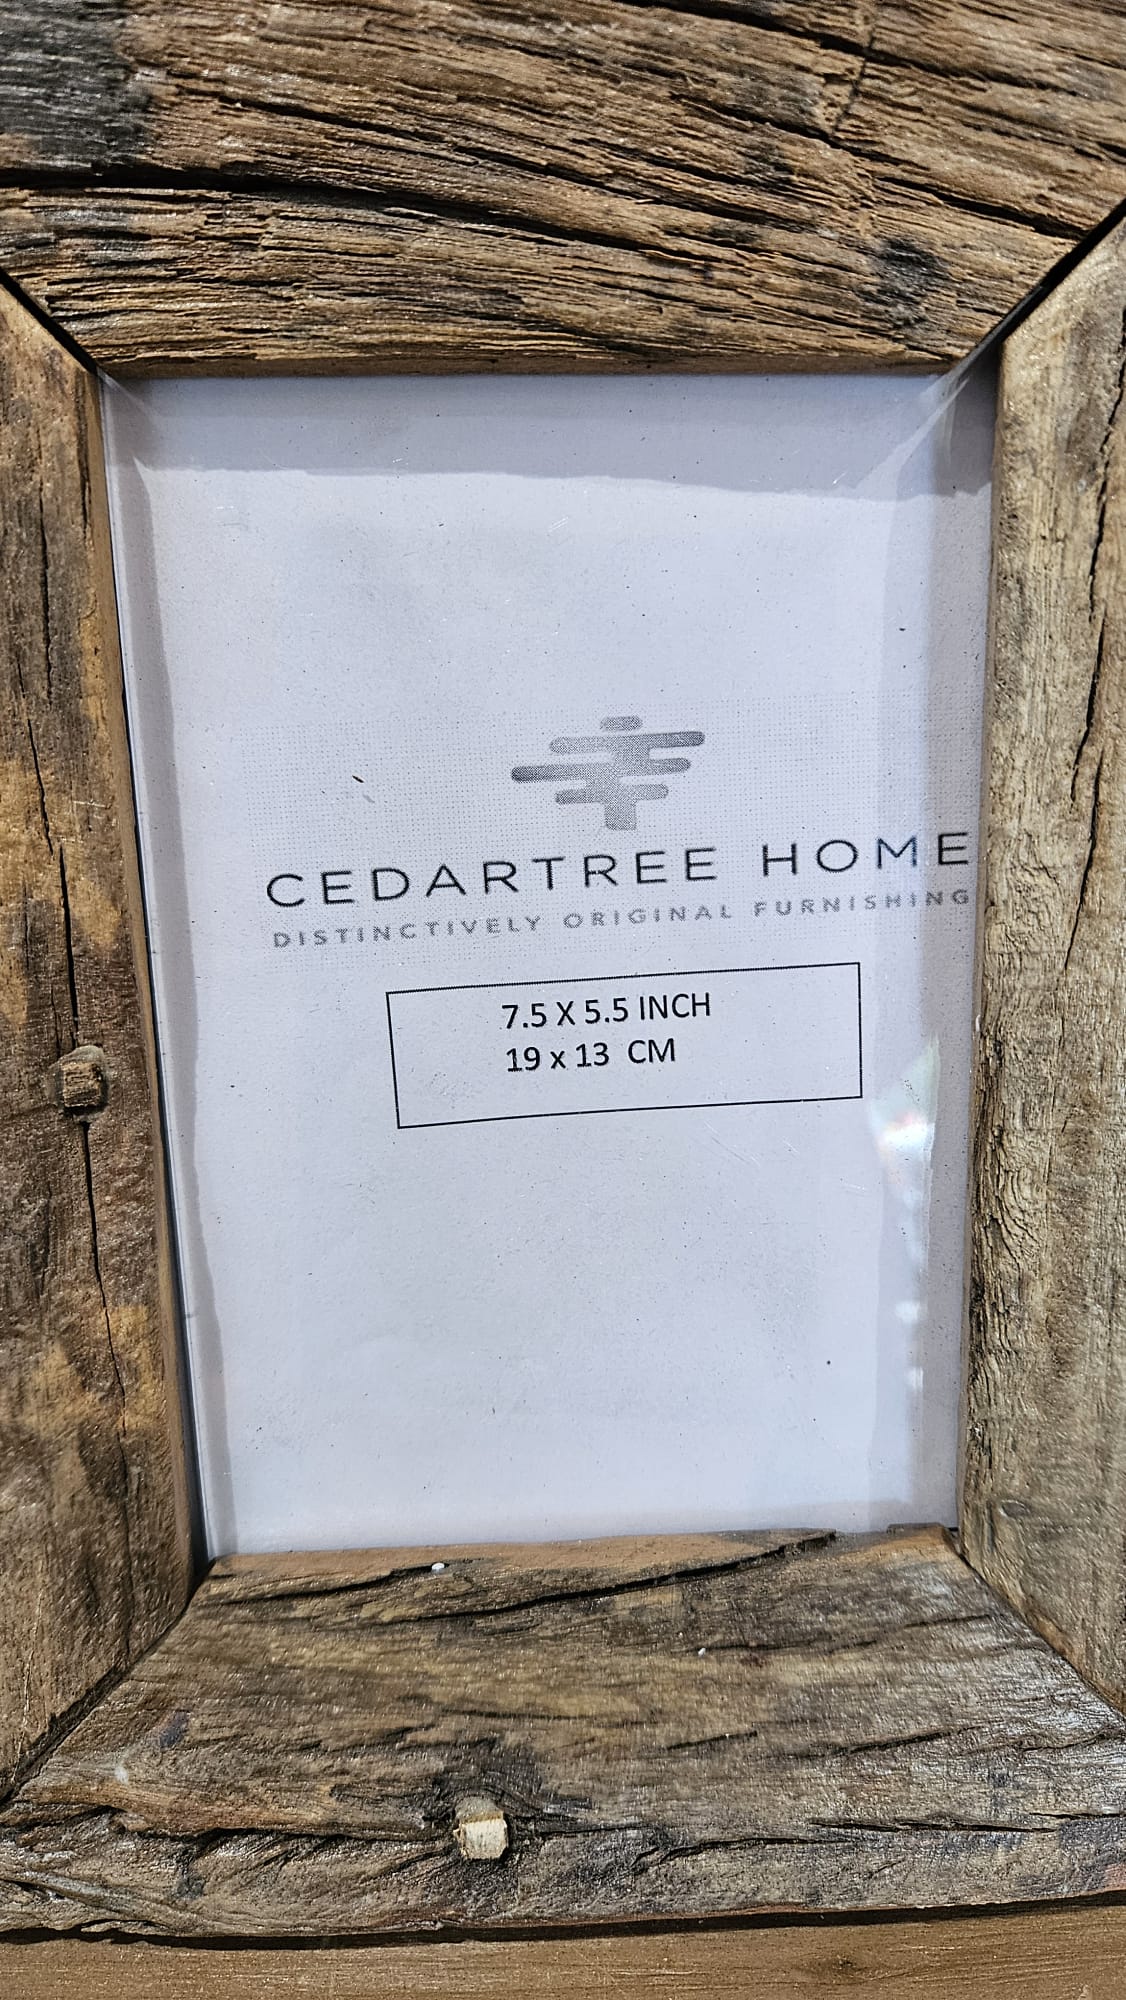 CEDARTREE HOME
DISTINCTIVELY ORIGINAL FURNISHING
7.5 X 5.5 INCH
19 x 13 CM